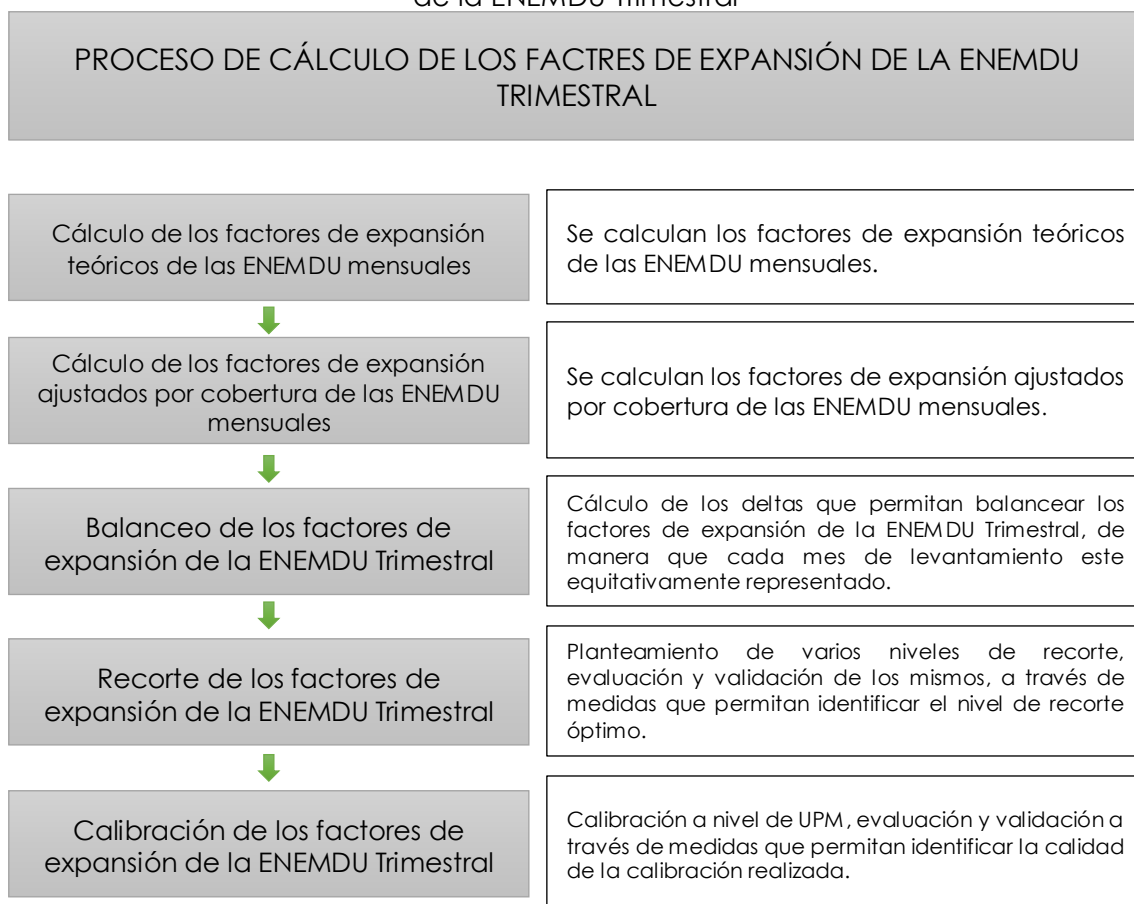 de la ENEMDU Trimestral
PROCESO DE CÁLCULO DE LOS FACTRES DE EXPANSIÓN DE LA ENEMDU
TRIMESTRAL
Cálculo de los factores de expansión
teóricos de las ENEMDU mensuales
Se calculan los factores de expansión teóricos
de las ENEMDU mensuales.
Cálculo de los factores de expansión
ajustados por cobertura de las ENEMDU
mensuales
Se calculan los factores de expansión ajustados
por cobertura de las ENEMDU mensuales.
Balanceo de los factores de
expansión de la ENEMDU Trimestral
Cálculo de los deltas que permitan balancear los
factores de expansión de la ENEMDU Trimestral, de
manera que cada mes de levantamiento este
equitativamente representado.
Recorte de los factores de
expansión de la ENEMDU Trimestral
Planteamiento de varios niveles de recorte,
evaluación y validación de los mismos, a través de
medidas que permitan identificar el nivel de recorte
óptimo.
Calibración de los factores de
expansión de la ENEMDU Trimestral
Calibración a nivel de UPM, evaluación y validación a
través de medidas que permitan identificar la calidad
de la calibración realizada.